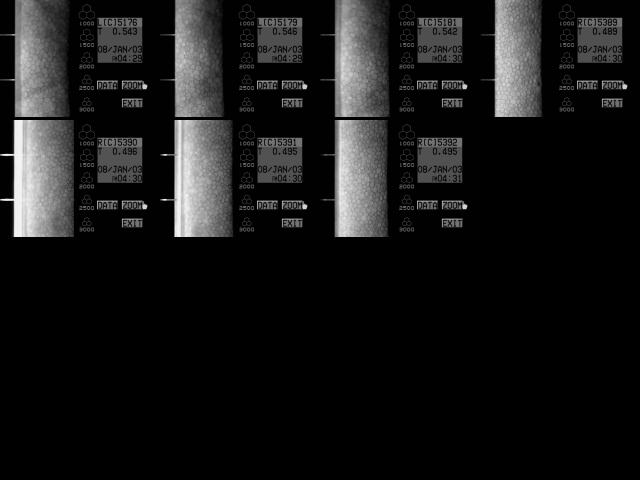 L(C)5176
T 0.543
08/JAN/03
PM04:29
DATA ZOOM
EXIT
1000
1500
2000
2500
3000
L(C)5179
T 0.546
08/JAN/03
PM04:29
DATA ZOOM
EXIT
1000
1500
2000
2500
3000
L(C)5181
T 0.542
08/JAN/03
PM04:30
DATA ZOOM
EXIT
1000
1500
2000
2500
3000
R(C)5389
T 0.489
08/JAN/03
PM04:30
DATA ZOOM
EXIT
1000
1500
2000
2500
3000
R(C)5390
T 0.496
08/JAN/03
PM04:30
DATA ZOOM
EXIT
1000
1500
2000
2500
3000
R(C)5391
T 0.495
08/JAN/03
PM04:30
DATA ZOOM
EXIT
1000
1500
2000
2500
3000
R(C)5392
T 0.495
08/JAN/03
PM04:31
DATA ZOOM
EXIT
1000
1500
2000
2500
3000